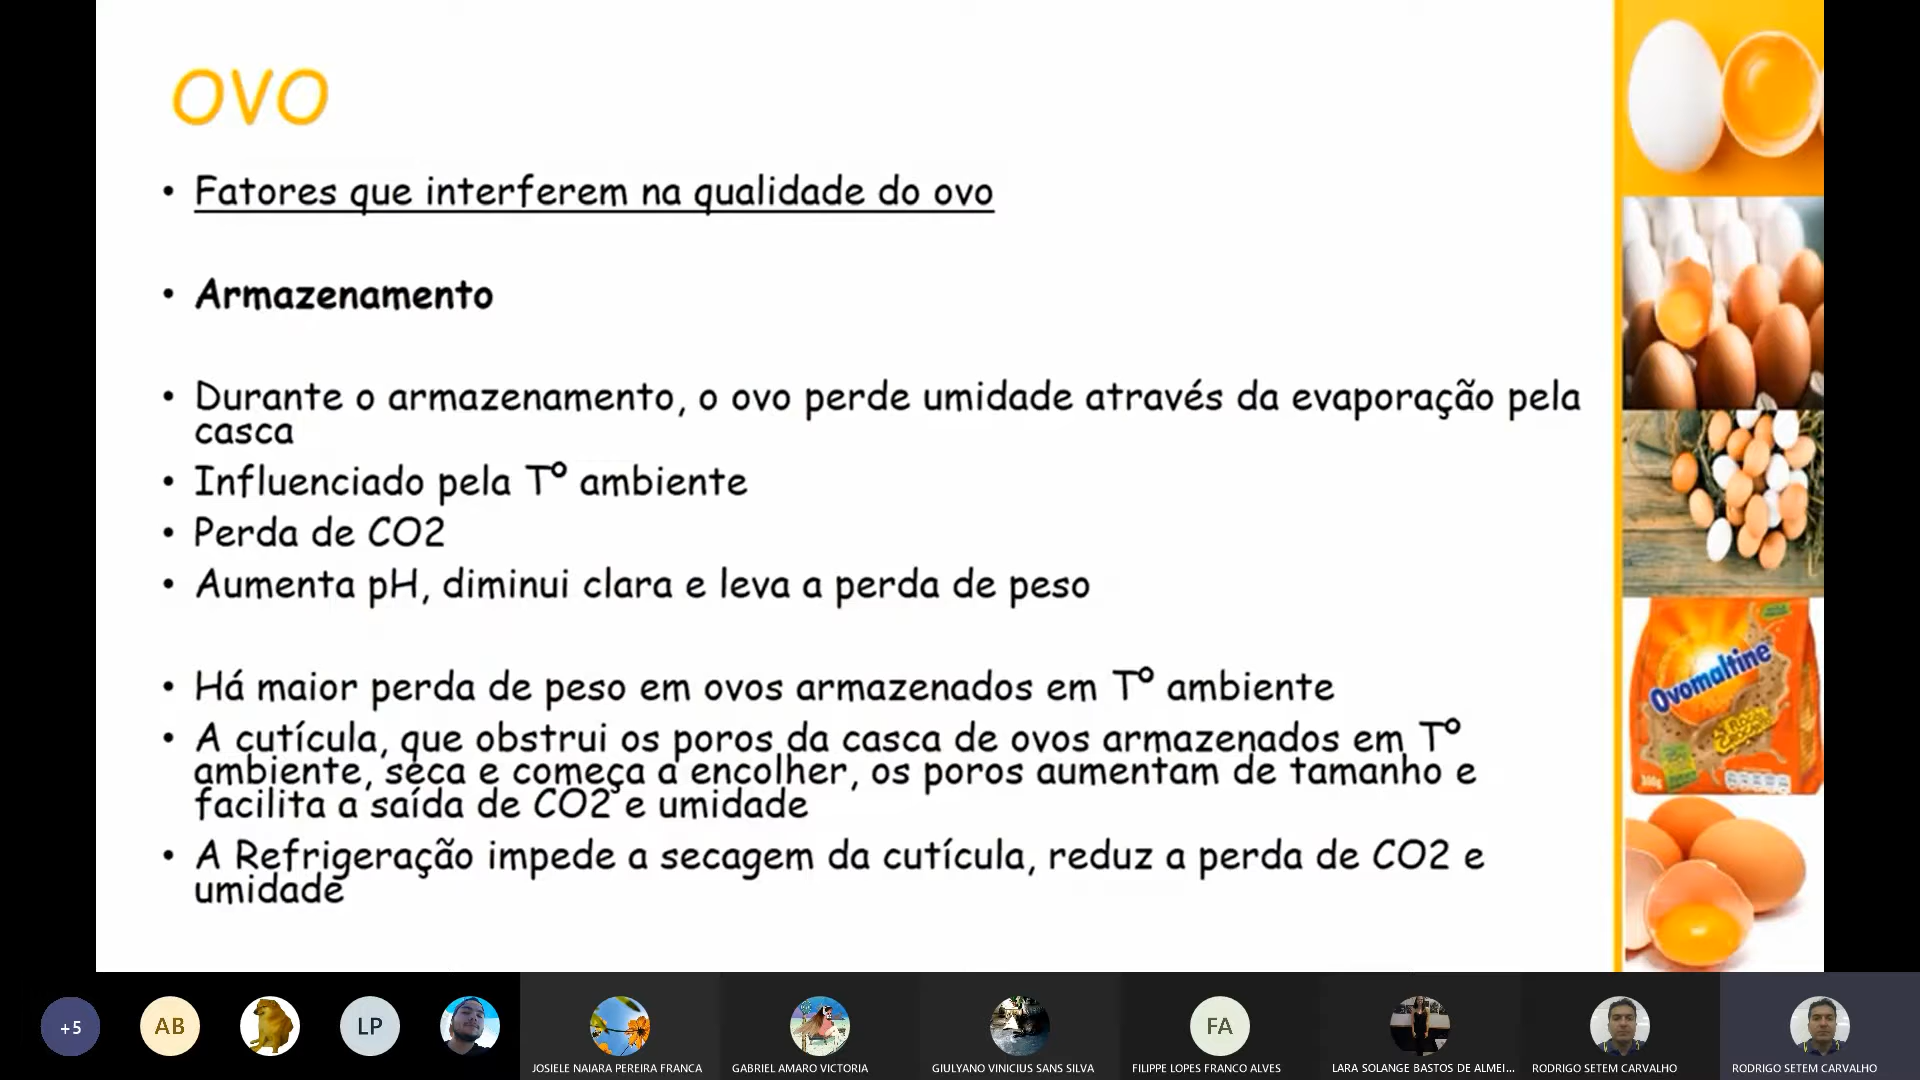 OVO
• Fatores que interferem na qualidade do ovo
• Armazenamento
• Durante o armazenamento, o ovo perde umidade através da evaporação pela
casca
• Influenciado pela Tº ambiente
• Perda de CO2
• Aumenta pH, diminui clara e leva a perda de peso
• Há maior perda de peso em ovos armazenados em Tº ambiente
• A cutícula, que obstrui os poros da casca de ovos armazenados em Tº
ambiente, seca e começa a encolher, os poros aumentam de tamanho e
facilita a saída de CO2 e umidade
• A Refrigeração impede a secagem da cutícula, reduz a perda de CO2 e
umidade
Ovomaltine
+5
AB
LP
JOSIELE NAIARA PEREIRA FRANCA
GABRIEL AMARO VICTORIA
GIULYANO VINICIUS SANS SILVA
FA
FILIPPE LOPES FRANCO ALVES
LARA SOLANGE BASTOS DE ALMEI...
RODRIGO SETEM CARVALHO
RODRIGO SETEM CARVALHO